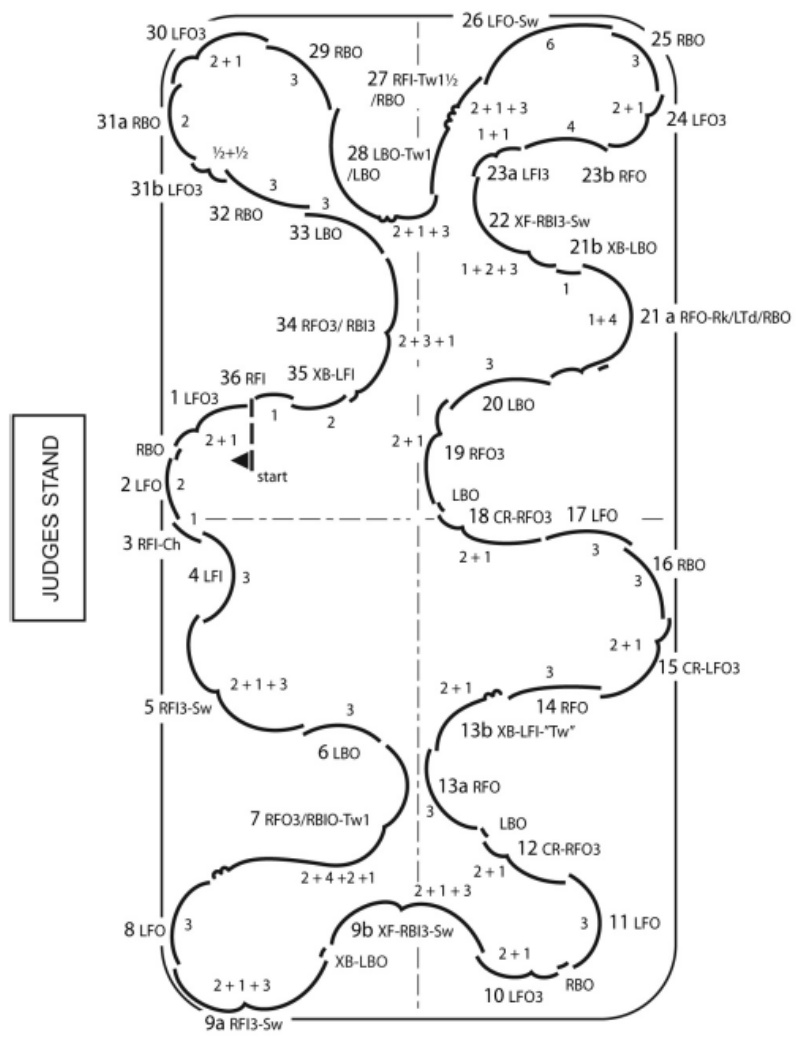 26 LFO-Sw
30 LFO3
6
25 RBO
29 RBO
2 + 1
3
3
27 RFI-Tw1½
/RBO
2 + 1 + 3
2 + 1
24 LFO3
31a RBO
2
1 + 1
4
½+½
28 LBO-Tw1
/LBO
23a LFI3
23b RFO
31b LFO3
3
32 RBO
3
22 XF-RBI3-Sw
33 LBO
2 + 1 + 3
21b XB-LBO
1 + 2 + 3
1
34 RFO3/ RBI3
1+ 4
21 a RFO-Rk/LTd/RBO
2 + 3 + 1
3
36 RFI
35 XB-LFI
20 LBO
1 LFO3
1
2
2 + 1
2 + 1
19 RFO3
RBO
start
2 LFO
2
LBO
1
18 CR-RFO3
17 LFO
3 RFI-Ch
2 + 1
3
16 RBO
JUDGES STAND
4 LFI
3
3
2 + 1
15 CR-LFO3
2 + 1 + 3
2 + 1
3
5 RFI3-Sw
3
14 RFO
13b XB-LFI-"Tw"
6 LBO
13a RFO
7 RFO3/RBIO-Tw1
3
LBO
12 CR-RFO3
2 + 4 +2 +1
2 + 1
2 + 1 + 3
8 LFO
3
9b XF-RBI3-Sw
3
11 LFO
XB-LBO
2 + 1
2 + 1 + 3
RBO
10 LFO3
9a RFI3-Sw